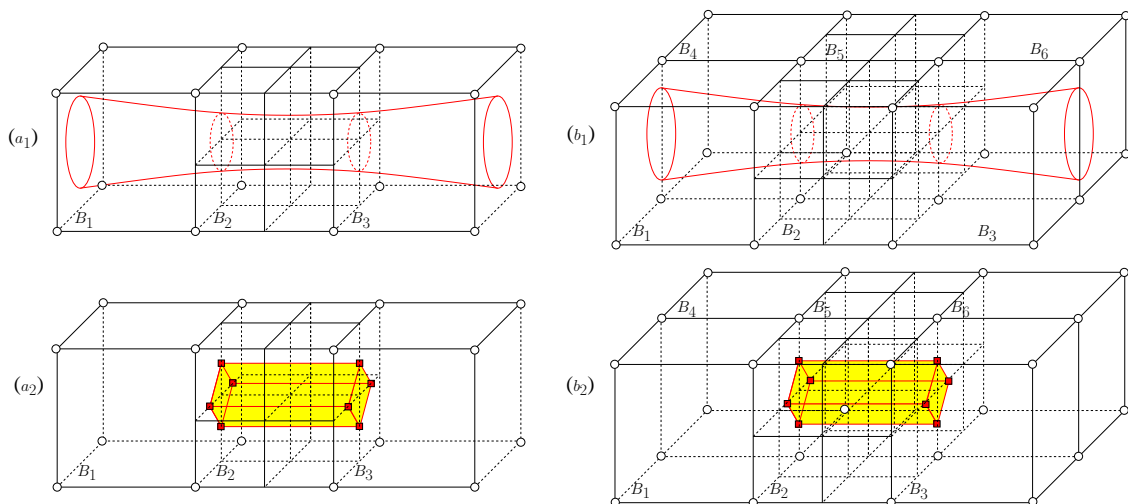 B4 B5 B6
(a1) (b1)
B1 B2 B3 B1 B2 B3
B4 B5 B6
(a2) (b2)
B1 B2 B3 B1 B2 B3